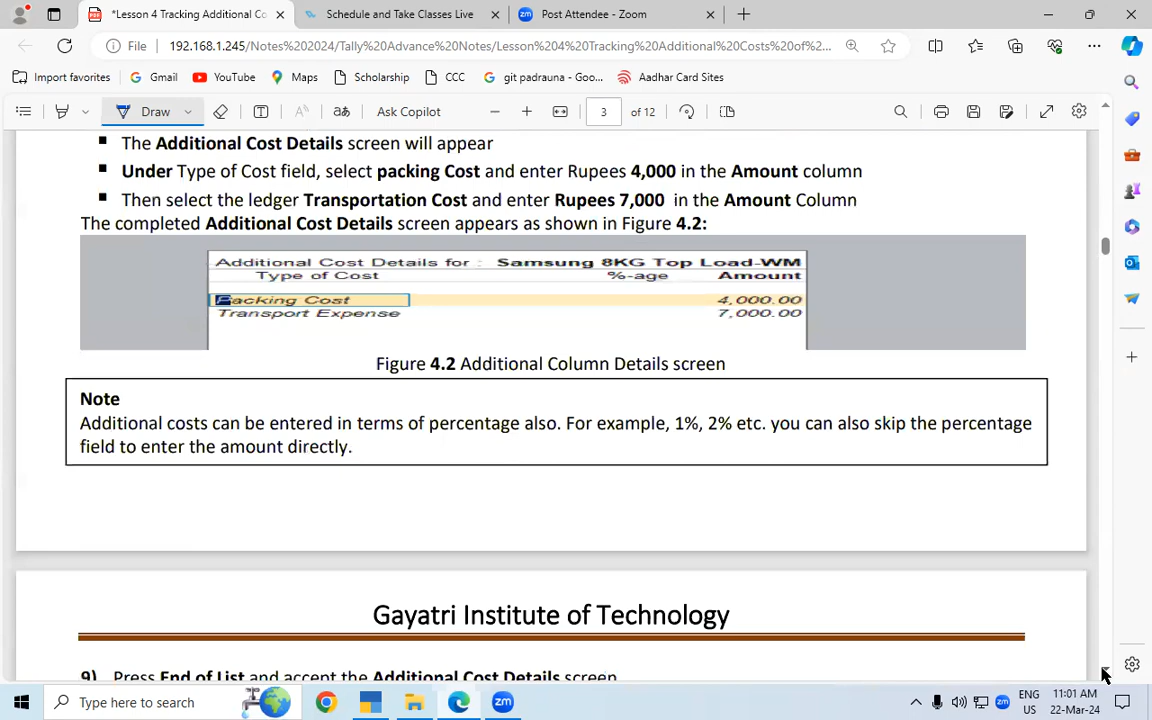 *Lesson 4 Tracking Additional Co
Schedule and Take Classes Live
Post Attendee - Zoom
File
192.168.1.245/Notes%202024/Tally%20Advance%20Notes/Lesson%204%20Tracking%20Additional%20Costs%20of%2...
Import favorites
Gmail
YouTube
Maps
Scholarship
CCC
git padrauna - Goo...
Aadhar Card Sites
Draw
Ask Copilot
3
of 12
The Additional Cost Details screen will appear
Under Type of Cost field, select packing Cost and enter Rupees 4,000 in the Amount column
Then select the ledger Transportation Cost and enter Rupees 7,000 in the Amount Column
The completed Additional Cost Details screen appears as shown in Figure 4.2:
Additional Cost Details for : Samsung 8KG Top Load-WM
Type of Cost %-age Amount
Packing Cost 4,000.00
Transport Expense 7,000.00
Figure 4.2 Additional Column Details screen
Note
Additional costs can be entered in terms of percentage also. For example, 1%, 2% etc. you can also skip the percentage
field to enter the amount directly.
Gayatri Institute of Technology
9) Press End of List and accept the Additional Cost Details screen
Type here to search
ENG
US
11:01 AM
22-Mar-24